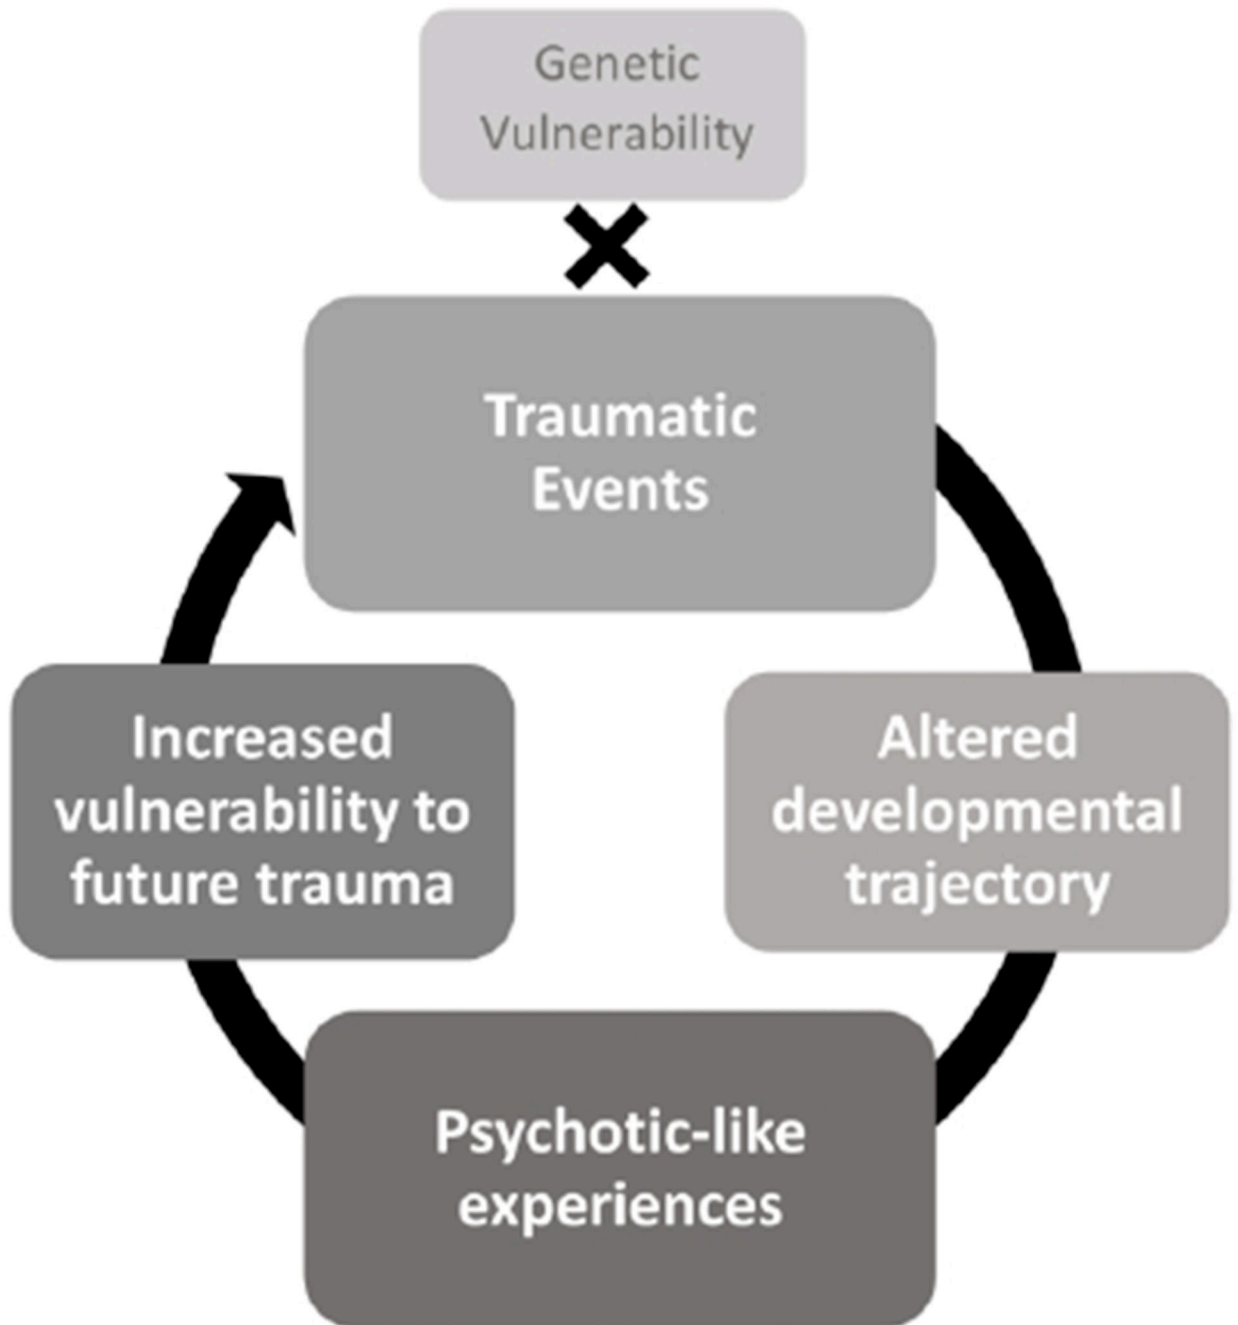 Genetic
Vulnerability
Traumatic
Events
Increased
vulnerability to
future trauma
Altered
developmental
trajectory
Psychotic-like
experiences